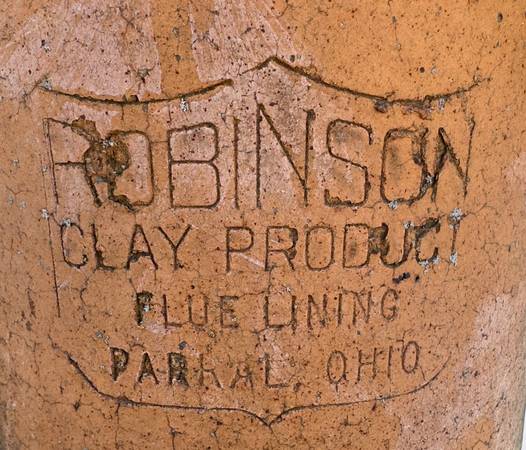 ROBINSON
CLAY PRODUCT
FLUE LINING
PARRAL, OHIO